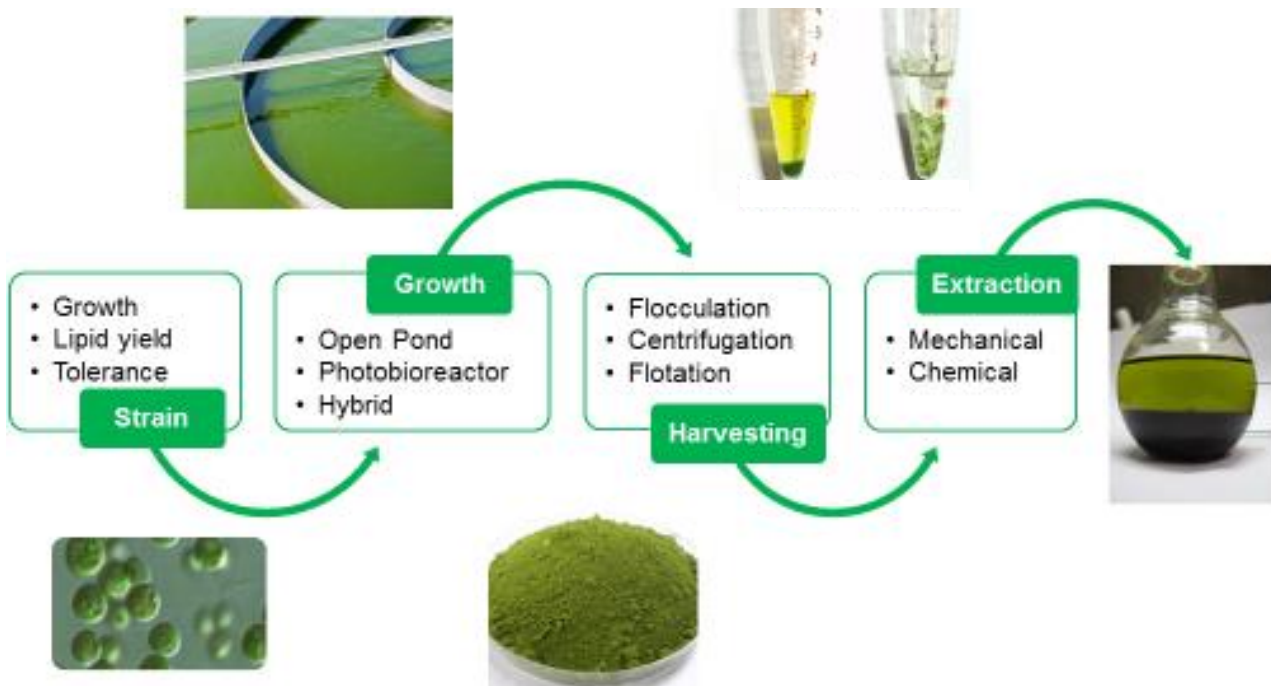 Growth
Lipid yield
Tolerance
Strain
Growth
Open Pond
Photobioreactor
Hybrid
Flocculation
Centrifugation
Flotation
Harvesting
Extraction
Mechanical
Chemical